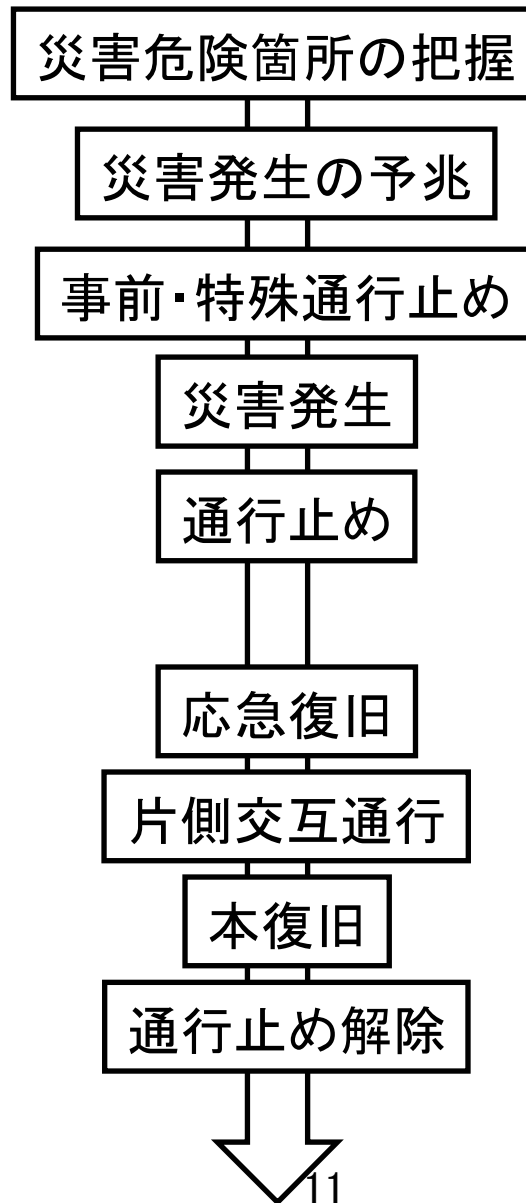 災害危険箇所の把握
災害発生の予兆
事前・特殊通行止め
災害発生
通行止め
応急復旧
片側交互通行
本復旧
通行止め解除
11